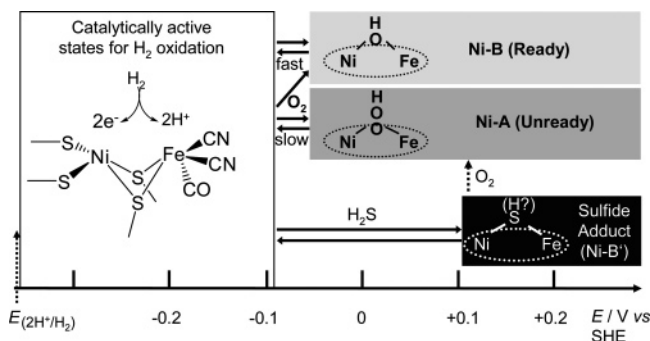 Catalytically active
states for H₂ oxidation
H₂
2e⁻ 2H⁺
S Ni S Fe CN
S S CN
CO
fast
O₂
slow
H
O
Ni Fe
Ni-B (Ready)
H
O
O
Ni Fe
Ni-A (Unready)
O₂
H₂S
(H?)
S
Ni Fe
Sulfide
Adduct
(Ni-B')
E(2H⁺/H₂)
-0.2 -0.1 0 +0.1 +0.2
E / V vs
SHE